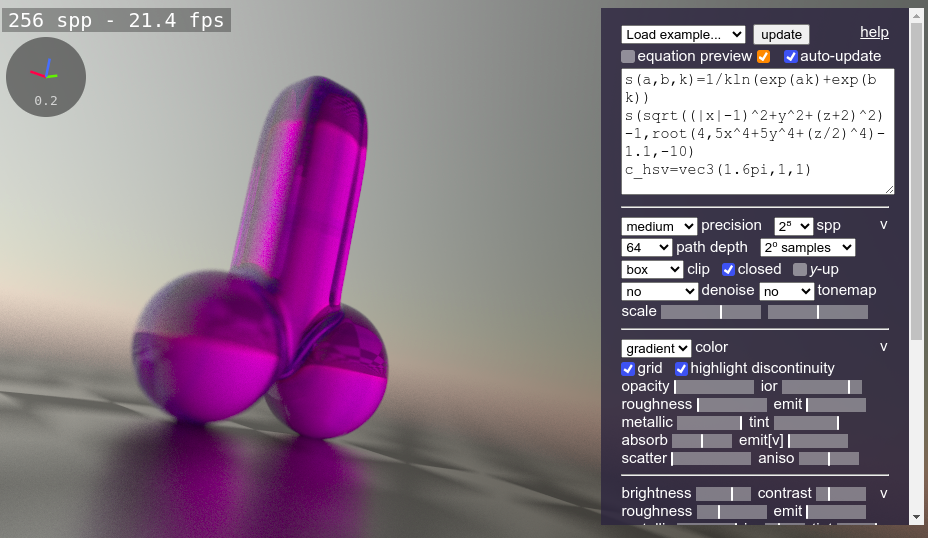 256 spp - 21.4 fps
0.2
Load example... update help
equation preview auto-update
s(a,b,k)=1/kln(exp(ak)+exp(b
k))
s(sqrt((|x|-1)^2+y^2+(z+2)^2)
-1,root(4,5x^4+5y^4+(z/2)^4)-
1.1,-10)
c_hsv=vec3(1.6pi,1,1)
medium precision 2⁸ spp v
64 path depth 2⁰ samples
box clip closed y-up
no denoise no tonemap
scale
gradient color v
grid highlight discontinuity
opacity ior
roughness emit
metallic tint
absorb emit[v]
scatter aniso
brightness contrast v
roughness emit